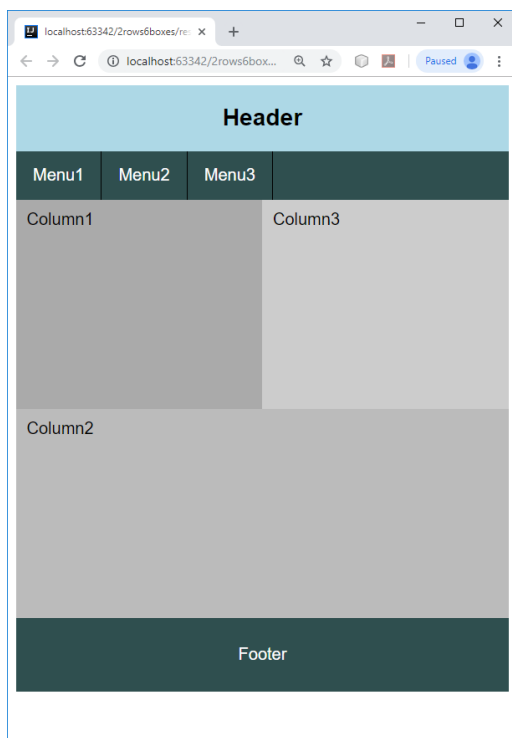 localhost:63342/2rows6boxes/re
localhost:63342/2rows6box...
Paused
Header
Menu1 Menu2 Menu3
Column1 Column3
Column2
Footer